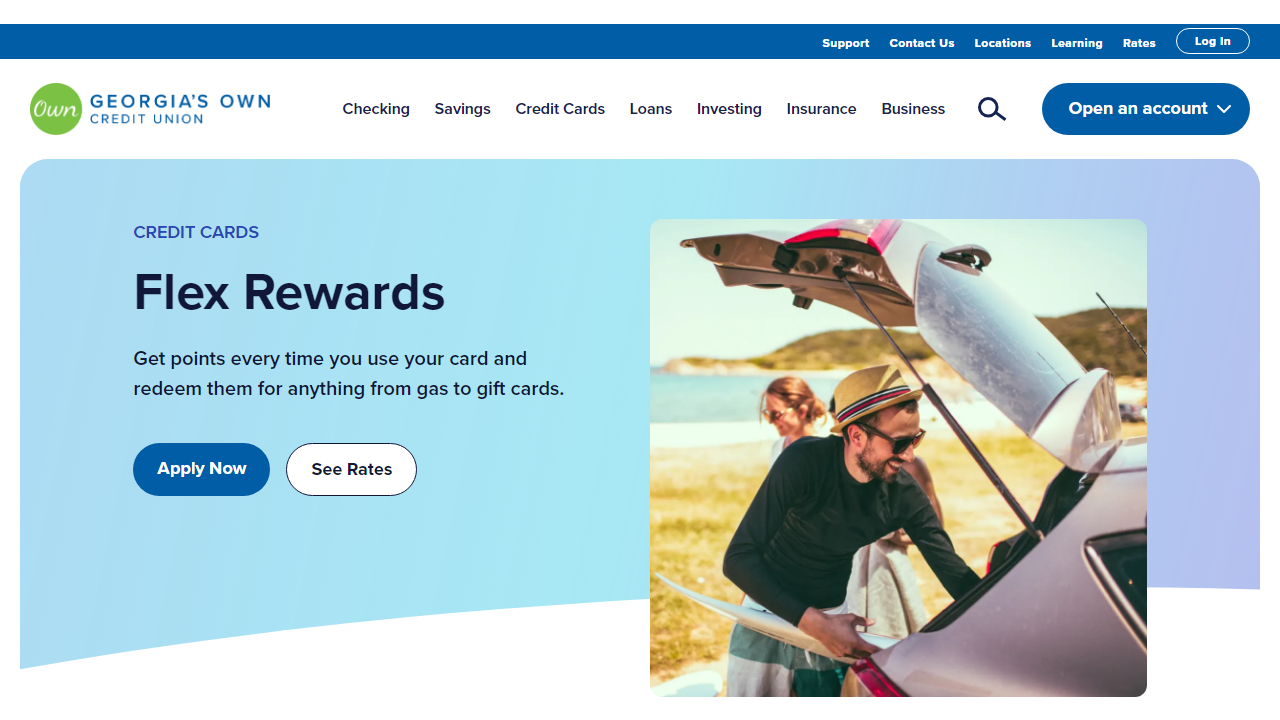 Support Contact Us Locations Learning Rates Log In
Own GEORGIA'S OWN
CREDIT UNION
Checking Savings Credit Cards Loans Investing Insurance Business Open an account
CREDIT CARDS
Flex Rewards
Get points every time you use your card and
redeem them for anything from gas to gift cards.
Apply Now See Rates